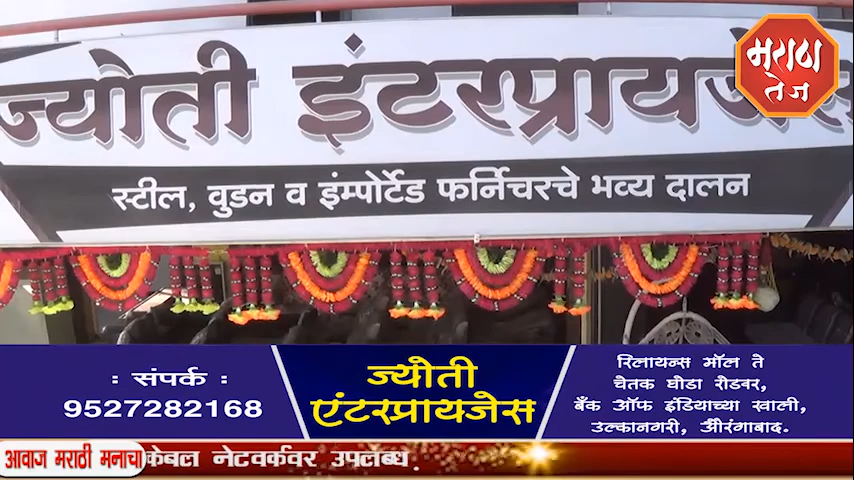 ज्योती इंटरप्रायजेस
मराठा
तेज
स्टील, वुडन व इंम्पोर्टेड फर्निचरचे भव्य दालन
: संपर्क :
9527282168
ज्योती
एंटरप्रायजेस
रिलायन्स मॉल ते
चेतक घोडा रोडवर,
बँक ऑफ इंडियाच्या खाली,
उल्कानगरी, औरंगाबाद.
आवाज मराठी मनाचा
केबल नेटवर्कवर उपलब्ध .